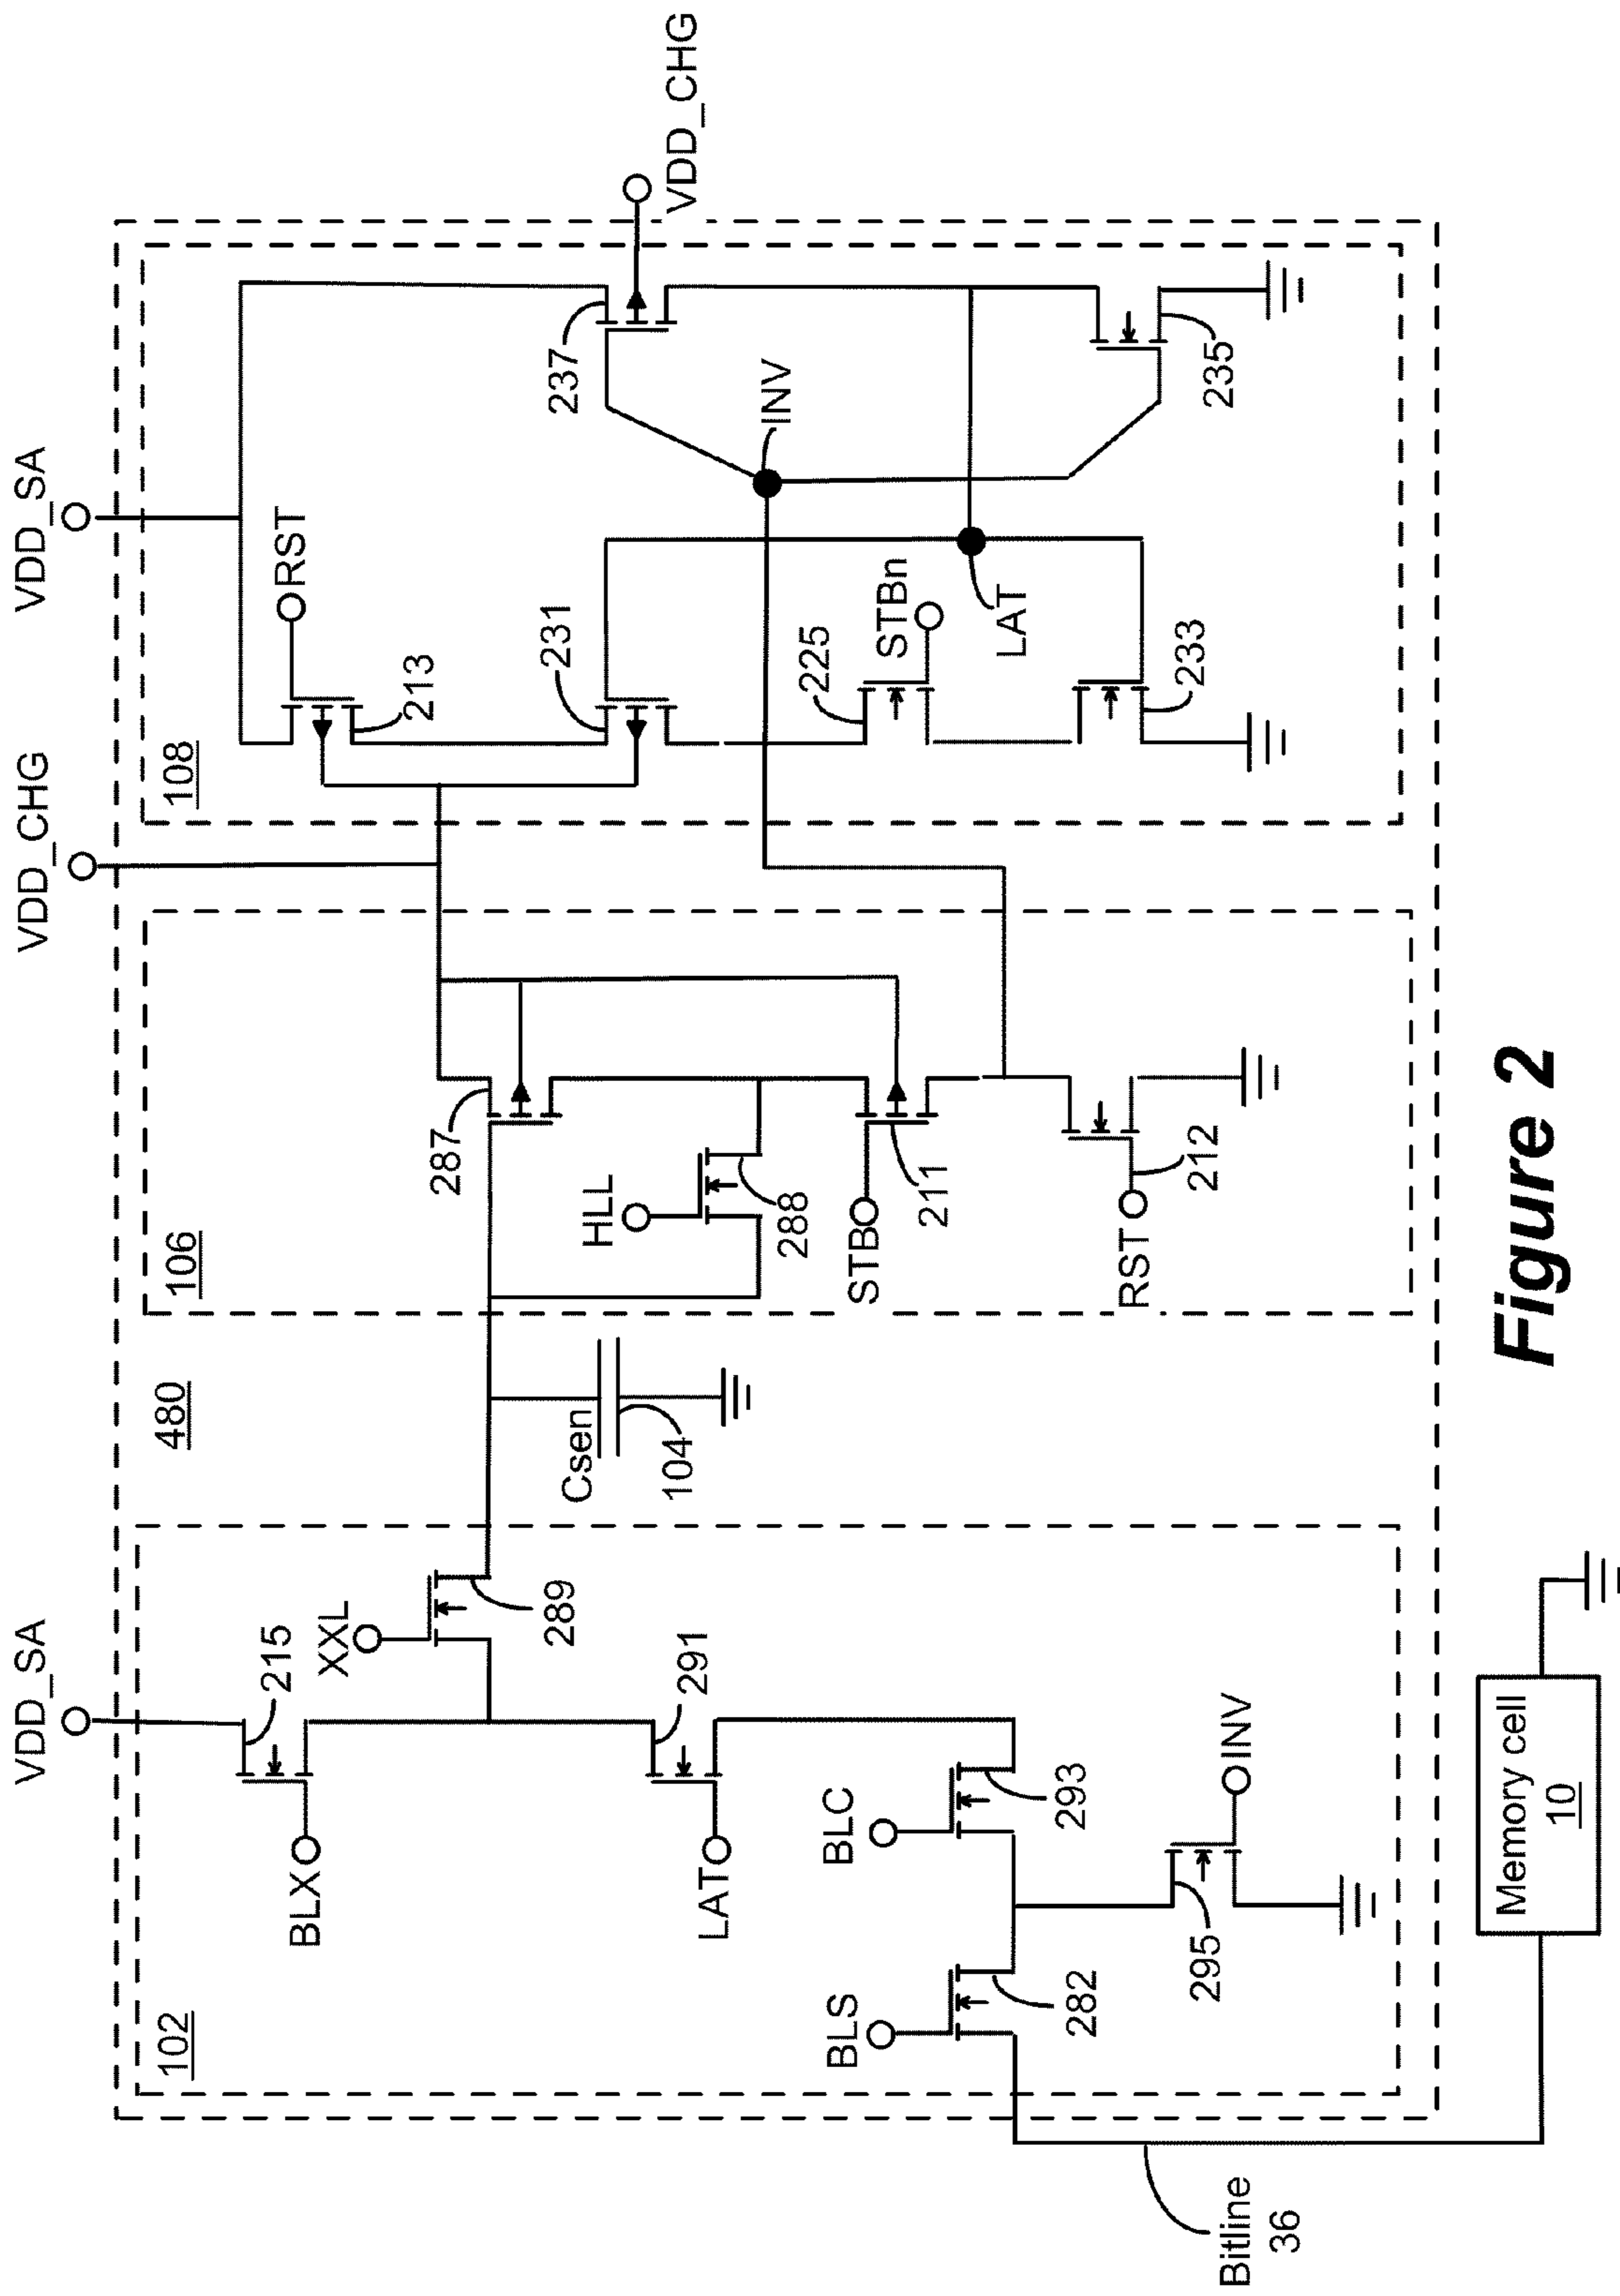 VDD_SA
VDD_CHG
VDD_SA
102
480
106
108
BLX
215
XXL
289
287
213
RST
237
VDD_CHG
Csen
104
HLL
288
231
LAT
291
INV
BLS
282
BLC
293
STB
211
225
STBn
LAT
295
INV
RST
212
233
235
Bitline
36
Memory cell
10
Figure 2